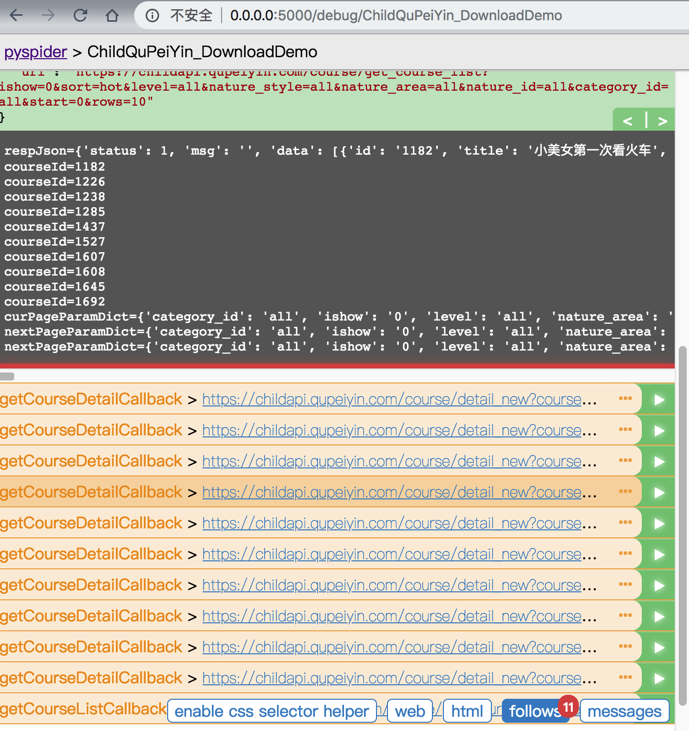 不安全 0.0.0.0:5000/debug/ChildQuPeiYin_DownloadDemo
pyspider > ChildQuPeiYin_DownloadDemo
"url": "https://childapi.qupeiyin.com/course/get_course_list?
ishow=0&sort=hot&level=all&nature_style=all&nature_area=all&nature_id=all&category_id=
all&start=0&rows=10"
}
< | >
respJson={'status': 1, 'msg': '', 'data': [{'id': '1182', 'title': '小美女第一次看火车',
courseId=1182
courseId=1226
courseId=1238
courseId=1285
courseId=1437
courseId=1527
courseId=1607
courseId=1608
courseId=1645
courseId=1692
curPageParamDict={'category_id': 'all', 'ishow': '0', 'level': 'all', 'nature_area': '
nextPageParamDict={'category_id': 'all', 'ishow': '0', 'level': 'all', 'nature_area':
nextPageParamDict={'category_id': 'all', 'ishow': '0', 'level': 'all', 'nature_area':
getCourseDetailCallback > https://childapi.qupeiyin.com/course/detail_new?course...
getCourseDetailCallback > https://childapi.qupeiyin.com/course/detail_new?course...
getCourseDetailCallback > https://childapi.qupeiyin.com/course/detail_new?course...
getCourseDetailCallback > https://childapi.qupeiyin.com/course/detail_new?course...
getCourseDetailCallback > https://childapi.qupeiyin.com/course/detail_new?course...
getCourseDetailCallback > https://childapi.qupeiyin.com/course/detail_new?course...
getCourseDetailCallback > https://childapi.qupeiyin.com/course/detail_new?course...
getCourseDetailCallback > https://childapi.qupeiyin.com/course/detail_new?course...
getCourseDetailCallback > https://childapi.qupeiyin.com/course/detail_new?course...
getCourseDetailCallback > https://childapi.qupeiyin.com/course/detail_new?course...
getCourseListCallback enable css selector helper web html follows 11 messages